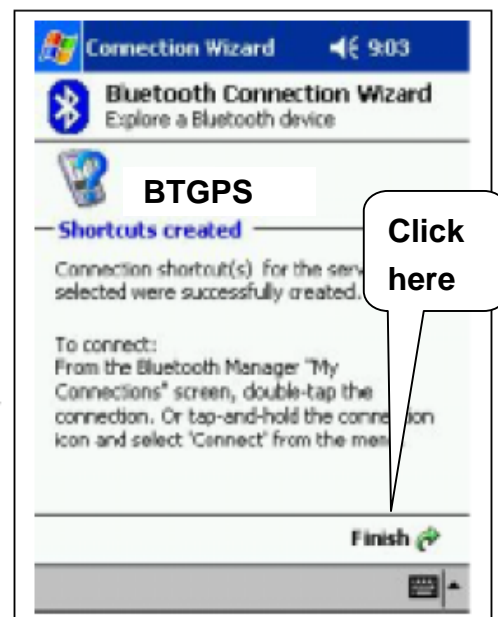 Connection Wizard 9:03
Bluetooth Connection Wizard
Explore a Bluetooth device
BTGPS
Shortcuts created
Click
here
Connection shortcut(s) for the serv
selected were successfully created.
To connect:
From the Bluetooth Manager "My
Connections" screen, double-tap the
connection. Or tap-and-hold the connection
icon and select 'Connect' from the men
Finish